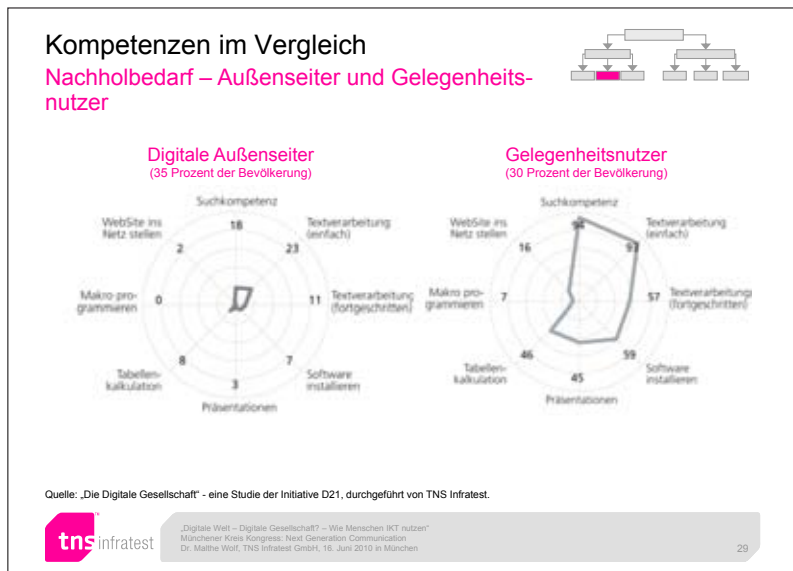 Kompetenzen im Vergleich
Nachholbedarf – Außenseiter und Gelegenheits-
nutzer
Digitale Außenseiter
(35 Prozent der Bevölkerung)
Suchkompetenz
18
Textverarbeitung
(einfach)
23
11
Textverarbeitung
(fortgeschritten)
7
Software
installieren
3
Präsentationen
8
Tabellen-
kalkulation
0
Makro pro-
grammieren
2
WebSite ins
Netz stellen
Gelegenheitsnutzer
(30 Prozent der Bevölkerung)
Suchkompetenz
94
Textverarbeitung
(einfach)
97
57
Textverarbeitung
(fortgeschritten)
59
Software
installieren
45
Präsentationen
46
Tabellen-
kalkulation
7
Makro pro-
grammieren
16
WebSite ins
Netz stellen
Quelle: „Die Digitale Gesellschaft“ - eine Studie der Initiative D21, durchgeführt von TNS Infratest.
tns infratest
„Digitale Welt – Digitale Gesellschaft? – Wie Menschen IKT nutzen“
Münchener Kreis Kongress: Next Generation Communication
Dr. Malthe Wolf, TNS Infratest GmbH, 16. Juni 2010 in München
29